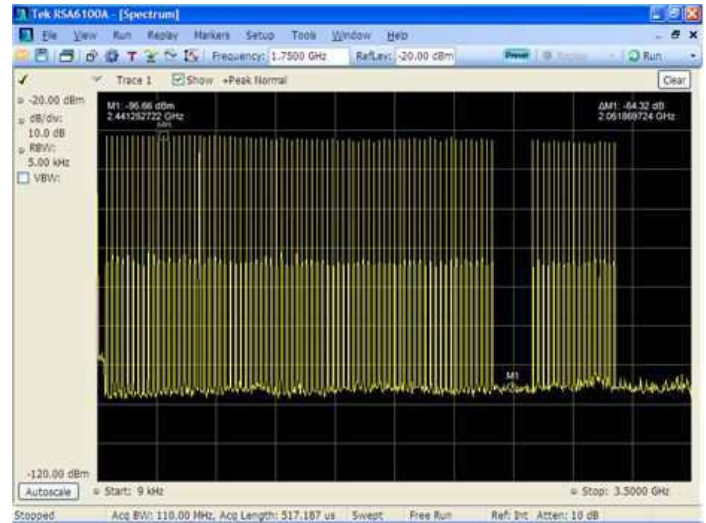 Tek RSA6100A - [Spectrum]
File View Run Replay Markers Setup Tools Window Help
Frequency: 1.7500 GHz RefLev: -20.00 dBm Preset Replay Run
Trace 1 Show +Peak Normal Clear
-20.00 dBm
dB/div:
10.0 dB
RBW:
5.00 kHz
VBW:
M1: -96.66 dBm
2.441252722 GHz
ΔM1: -64.32 dB
2.051869724 GHz
M1
-120.00 dBm
Autoscale Start: 9 kHz Stop: 3.5000 GHz
Stopped Acq BW: 110.00 MHz, Acq Length: 517.187 us Swept Free Run Ref: Int Atten: 10 dB